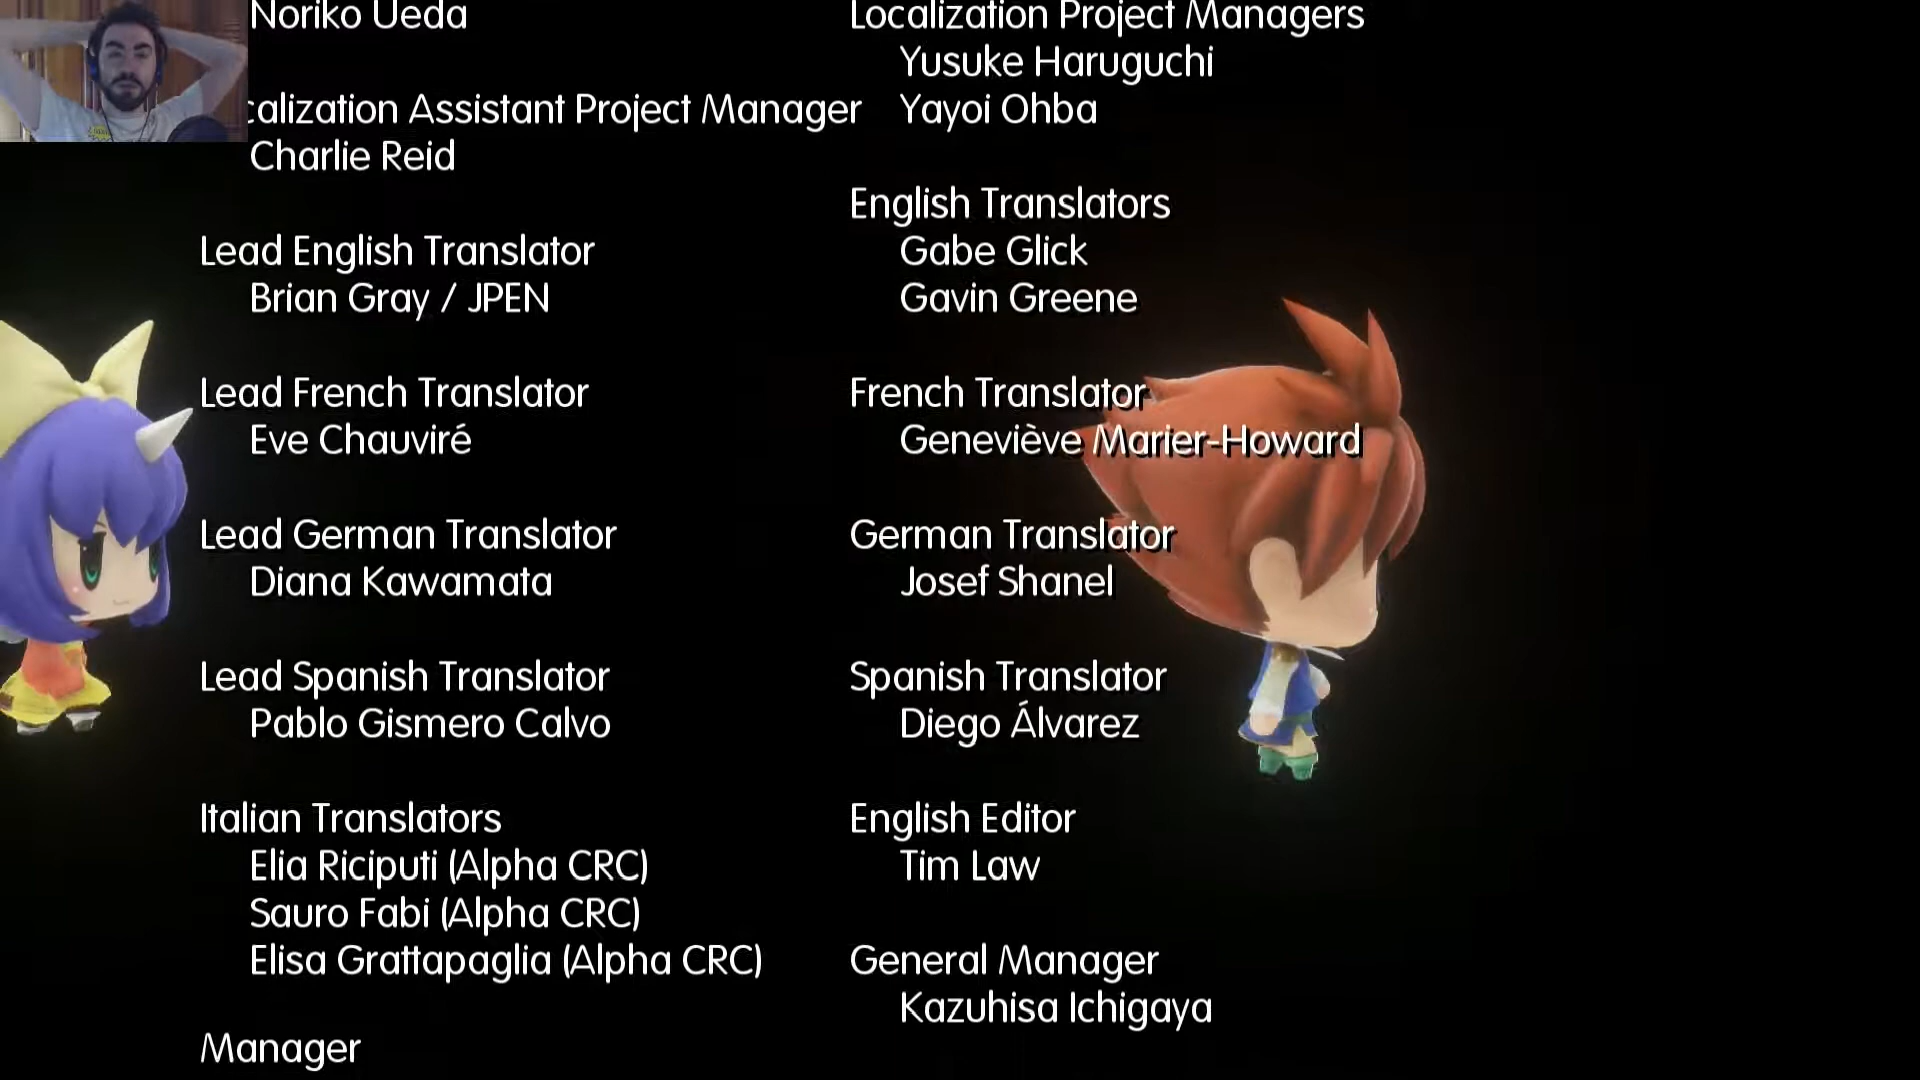 Noriko Ueda
calization Assistant Project Manager
Charlie Reid
Lead English Translator
Brian Gray / JPEN
Lead French Translator
Eve Chauviré
Lead German Translator
Diana Kawamata
Lead Spanish Translator
Pablo Gismero Calvo
Italian Translators
Elia Riciputi (Alpha CRC)
Sauro Fabi (Alpha CRC)
Elisa Grattapaglia (Alpha CRC)
Manager
Localization Project Managers
Yusuke Haruguchi
Yayoi Ohba
English Translators
Gabe Glick
Gavin Greene
French Translator
Geneviève Marier-Howard
German Translator
Josef Shanel
Spanish Translator
Diego Álvarez
English Editor
Tim Law
General Manager
Kazuhisa Ichigaya